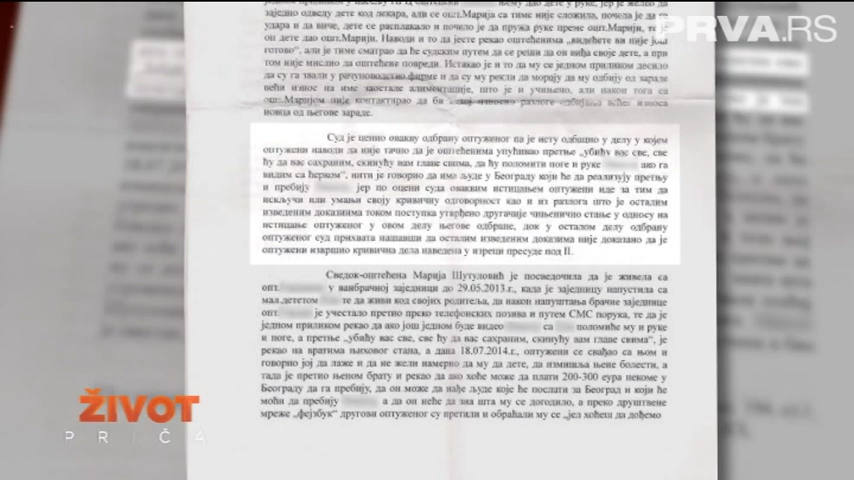 PRVA.RS
заједно одведу дете код лекара, али се ошт.Марија са тиме није сложила, почела је да га
удара и да виче, дете се расплакало и почело је да пружа руке према ошт.Марији, те јој је
он дете дао ошт. Марији. Наводи и то да јесте рекао оштећенима „видећете ви није још
готово“, али је тиме сматрао да ће судским путем да се реши да он виђа своје дете, а при
том није мислио да оштећене повреди. Истакао је и то да му се једном приликом десило
да су га звали у рачуноводство фирме и да су му рекли да морају да му одбију од зараде
већи износ на име заостале алиментације, што је и учињено, али након тога са
ошт.Маријом није контактирао да би износа
новца од његове зараде.
Суд је ценио овакву одбрану оптуженог па је исту одбацио у делу у којем
оптужени наводи да није тачно да је оштећенима упућивао претње „убићу вас све, све
ћу да вас сахраним, скинућу вам главе свима, да ћу поломити ноге и руке ако га
видим са ћерком“, нити је говорио да има људе у Београду који ће да реализују претњу
и пребију јер по оцени суда оваквим истицањем оптужени иде за тим да
искључи или умањи своју кривичну одговорност као и из разлога што је осталим
изведеним доказима током поступка утврђено другачије чињенично стање у односу на
истицање оптуженог у овом делу његове одбране, док у осталом делу одбрану
оптуженог суд прихвата нашавши да осталим изведеним доказима није доказано да је
оптужени извршио кривична дела наведена у изреци пресуде под II.
Сведок-оштећена Марија Шутуловић је посведочила да је живела са
опт. у ванбрачној заједници до 29.05.2013.г., када је заједницу напустила са
мал.дететом те да живи код својих родитеља, да након напуштања брачне заједнице
опт. је учестало претио преко телефонских позива и путем СМС порука, те да је
једном приликом рекао да ако још једном буде видео са поломиће му и руке
и ноге, а претње „убићу вас све, све ћу да вас сахраним, скинућу вам главе свима“, је
рекао на вратима њиховог стана, а дана 18.07.2014.г., оптужени се свађао са њом и
говорио јој да лаже и да не жели намерно да му да дете, да измишља њене болести, а
тада је претио њеном брату и рекао да ако хоће може да плати 200-300 еура некоме у
Београду да га пребију, да он може да нађе људе које ће послати за Београд и који ће
моћи да пребију а да он неће да зна шта му се догодило, а преко друштвене
мреже „фејзбук“ другови оптуженог су претили и обраћали му се „јел хоћеш да дођемо
ŽIVOT
PRIČA